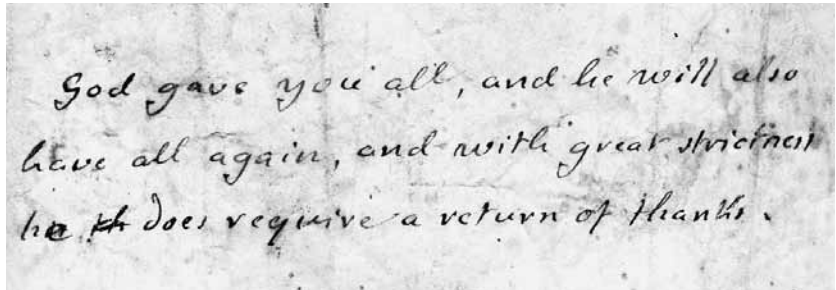 God gave you all, and he will also
have all again, and with great strictness
he does require a return of thanks.